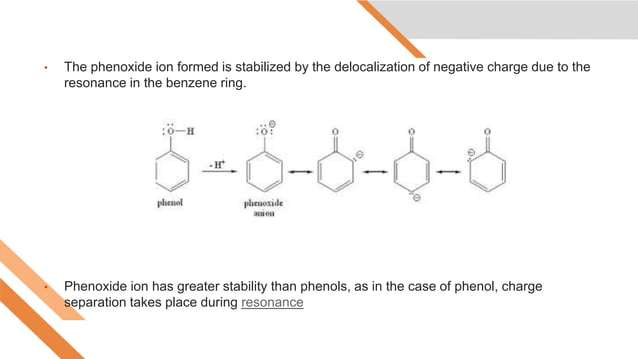 • The phenoxide ion formed is stabilized by the delocalization of negative charge due to the
resonance in the benzene ring.
:Ö—H
:Ö:⊖
O
O
O
- H⁺
⊖
⊖
⊖
phenol
phenoxide
anion
• Phenoxide ion has greater stability than phenols, as in the case of phenol, charge
separation takes place during resonance